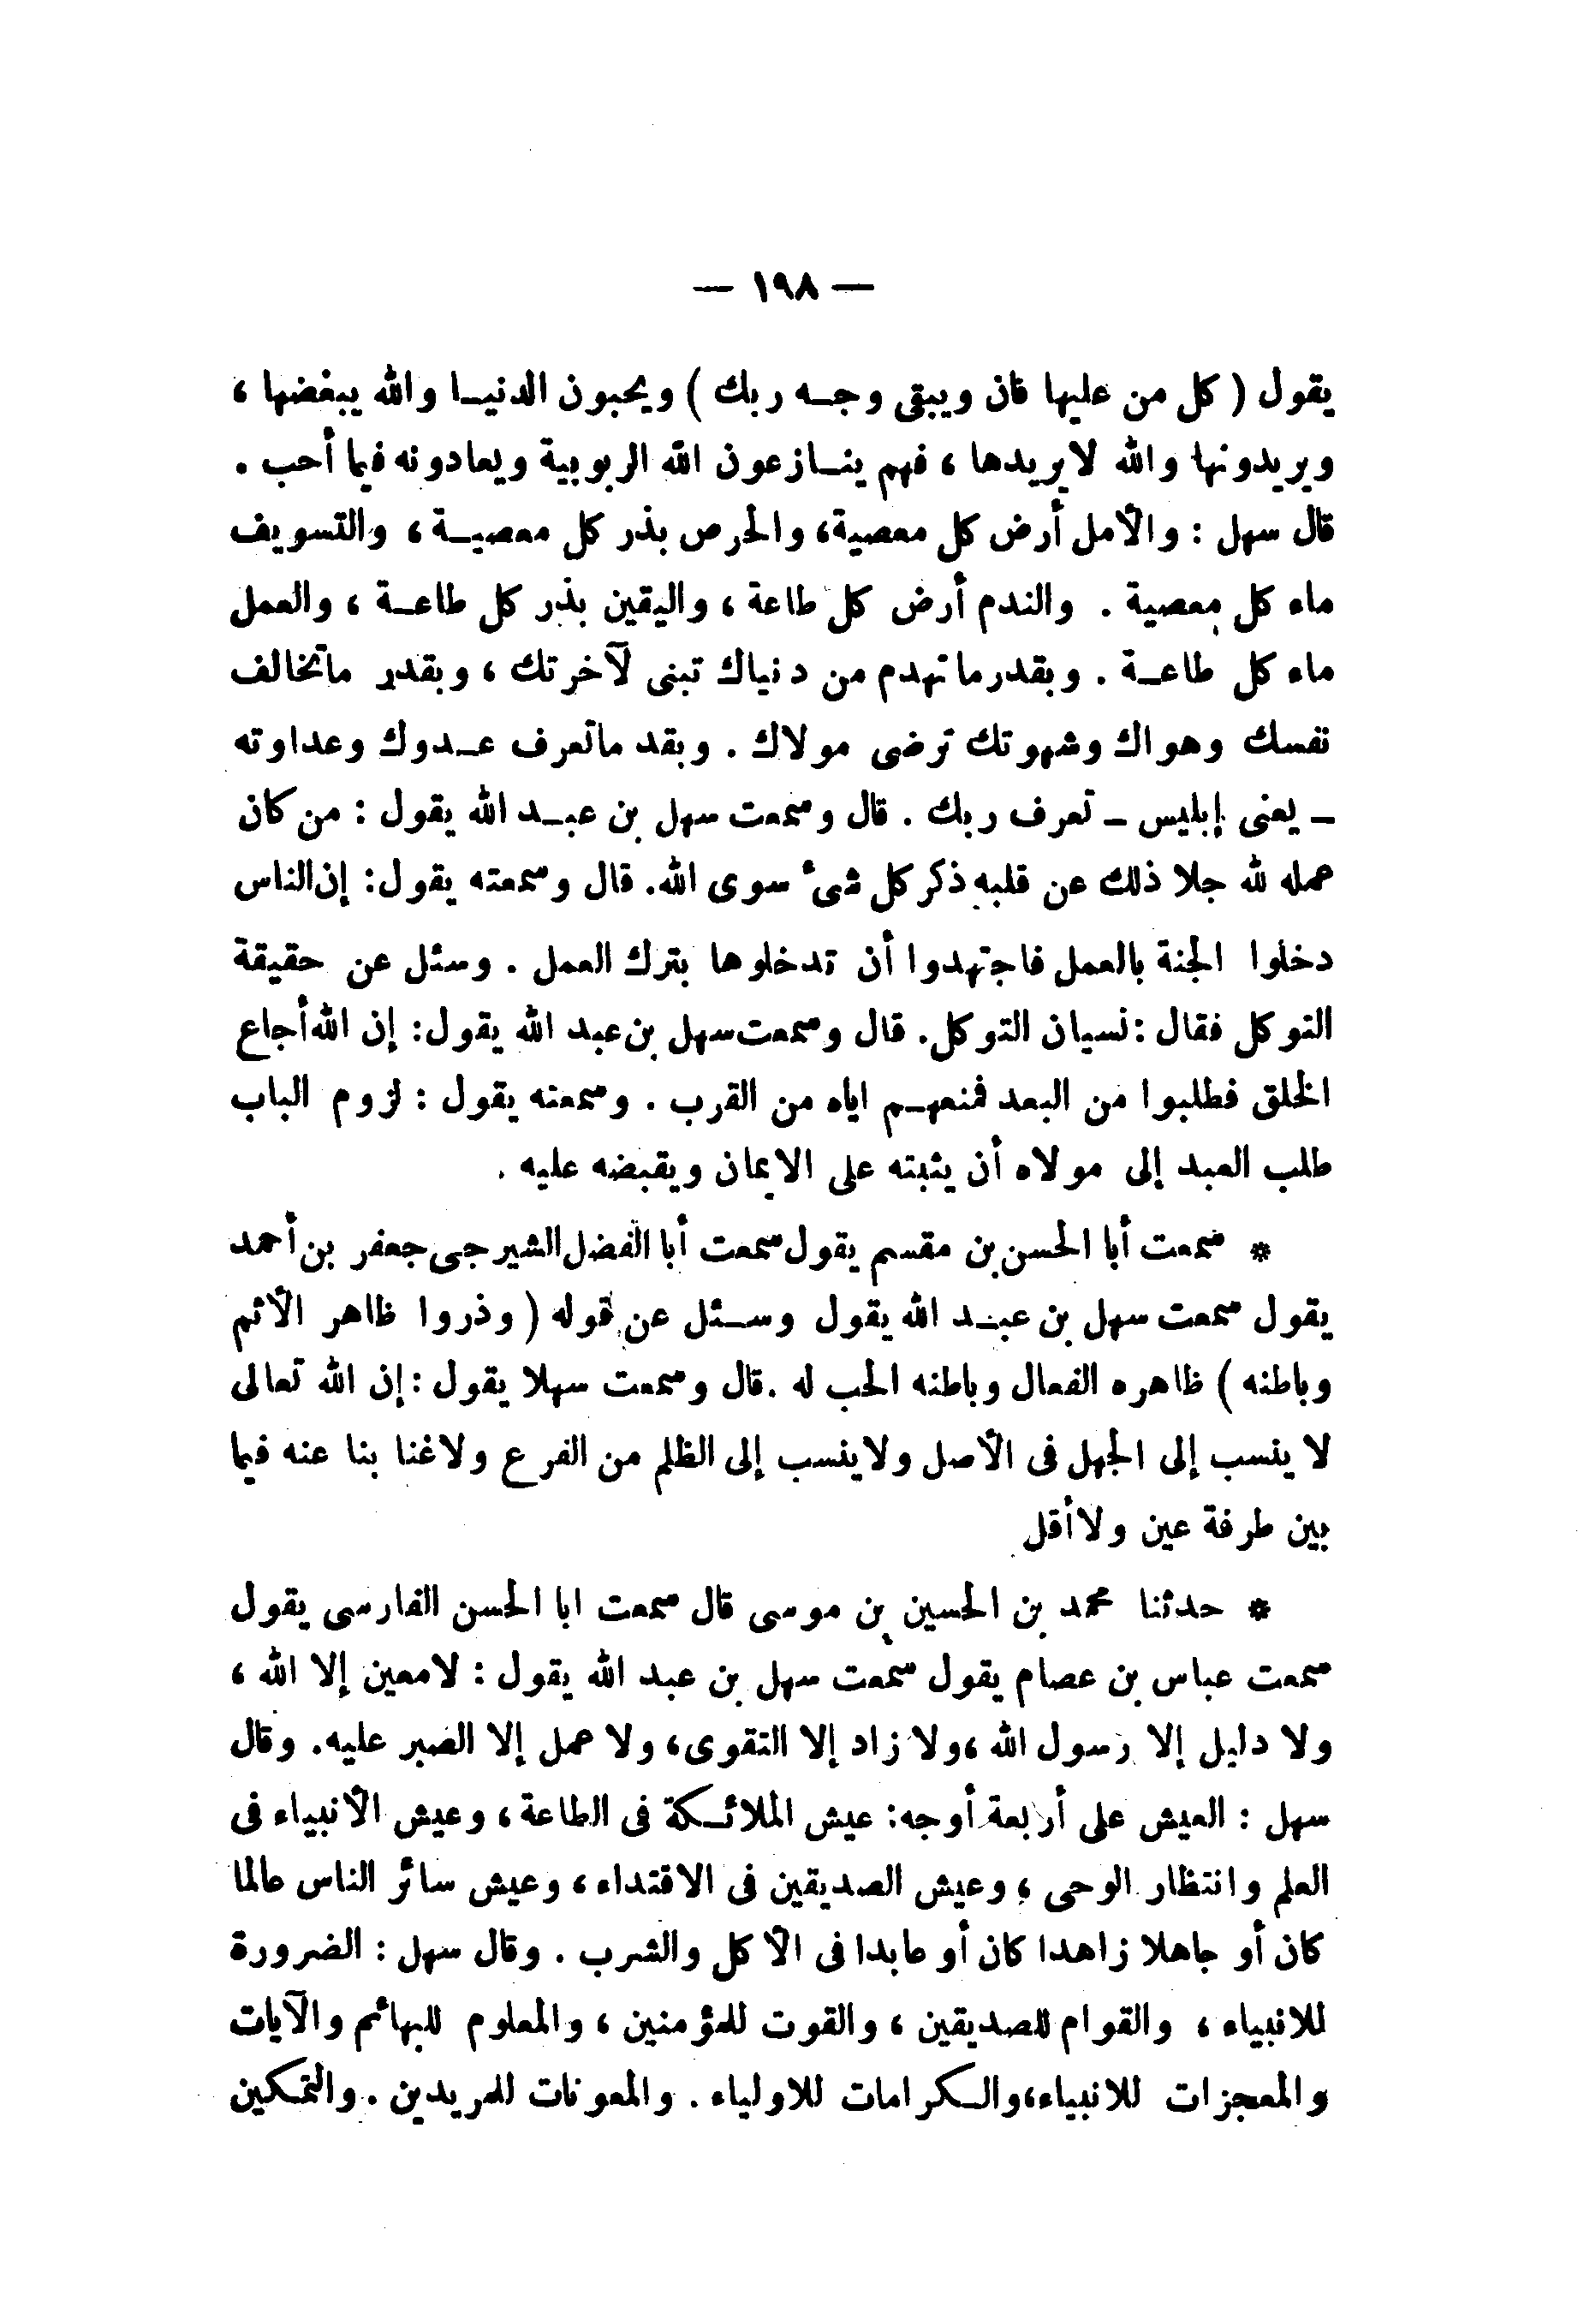 — ١٩٨ —
يقول ( كل من عليها فان ويبقى وجه ربك ) ويحبون الدنيا والله يبغضها ،
ويريدونها والله لايريدها ، فهم ينازعون الله الربوبية ويعادونه فيما أحب .
قال سهل : والأمل أرض كل معصية، والحرص بذر كل معصية ، والتسويف
ماء كل معصية . والندم أرض كل طاعة ، واليقين بذر كل طاعة ، والعمل
ماء كل طاعة . وبقدر ماتهدم من دنياك تبنى لآخرتك ، وبقدر ماتخالف
نفسك وهواك وشهوتك ترضى مولاك . وبقد ماتعرف عدوك وعداوته
- يعنى إبليس - تعرف ربك . قال وسمعت سهل بن عبد الله يقول : من كان
عمله لله جلا ذلك عن قلبه ذكر كل شىء سوى الله. قال وسمعته يقول: إن الناس
دخلوا الجنة بالعمل فاجتهدوا أن تدخلوها بترك العمل . وسئل عن حقيقة
التوكل فقال : نسيان التوكل. قال وسمعت سهل بن عبد الله يقول: إن الله أجاع
الخلق فطلبوا من البعد فمنعهم اياه من القرب . وسمعته يقول : لزوم الباب
طلب العبد إلى مولاه أن يثبته على الايمان ويقبضه عليه .
* سمعت أبا الحسن بن مقسم يقول سمعت أبا الفضل الشيرجى جعفر بن أحمد
يقول سمعت سهل بن عبد الله يقول وسئل عن قوله ( وذروا ظاهر الأثم
وباطنه ) ظاهره الفعال وباطنه الحب له . قال وسمعت سهلا يقول : إن الله تعالى
لا ينسب إلى الجهل فى الأصل ولا ينسب إلى الظلم من الفرع ولاغنا بنا عنه فيما
بين طرفة عين ولا أقل
* حدثنا محمد بن الحسين بن موسى قال سمعت ابا الحسن الفارسى يقول
سمعت عباس بن عصام يقول سمعت سهل بن عبد الله يقول : لامعين إلا الله ،
ولا دليل إلا رسول الله ، ولا زاد إلا التقوى، ولا عمل إلا الصبر عليه. وقال
سهل : العيش على أربعة أوجه: عيش الملائكة فى الطاعة ، وعيش الأنبياء فى
العلم وانتظار الوحى ، وعيش الصديقين فى الاقتداء ، وعيش سائر الناس عالما
كان أو جاهلا زاهدا كان أو عابدا فى الأكل والشرب . وقال سهل : الضرورة
للانبياء ، والقوام للصديقين ، والقوت للمؤمنين ، والمعلوم للبهائم والآيات
والمعجزات للانبياء، والكرامات للاولياء . والمعونات للمريدين . والتمكين